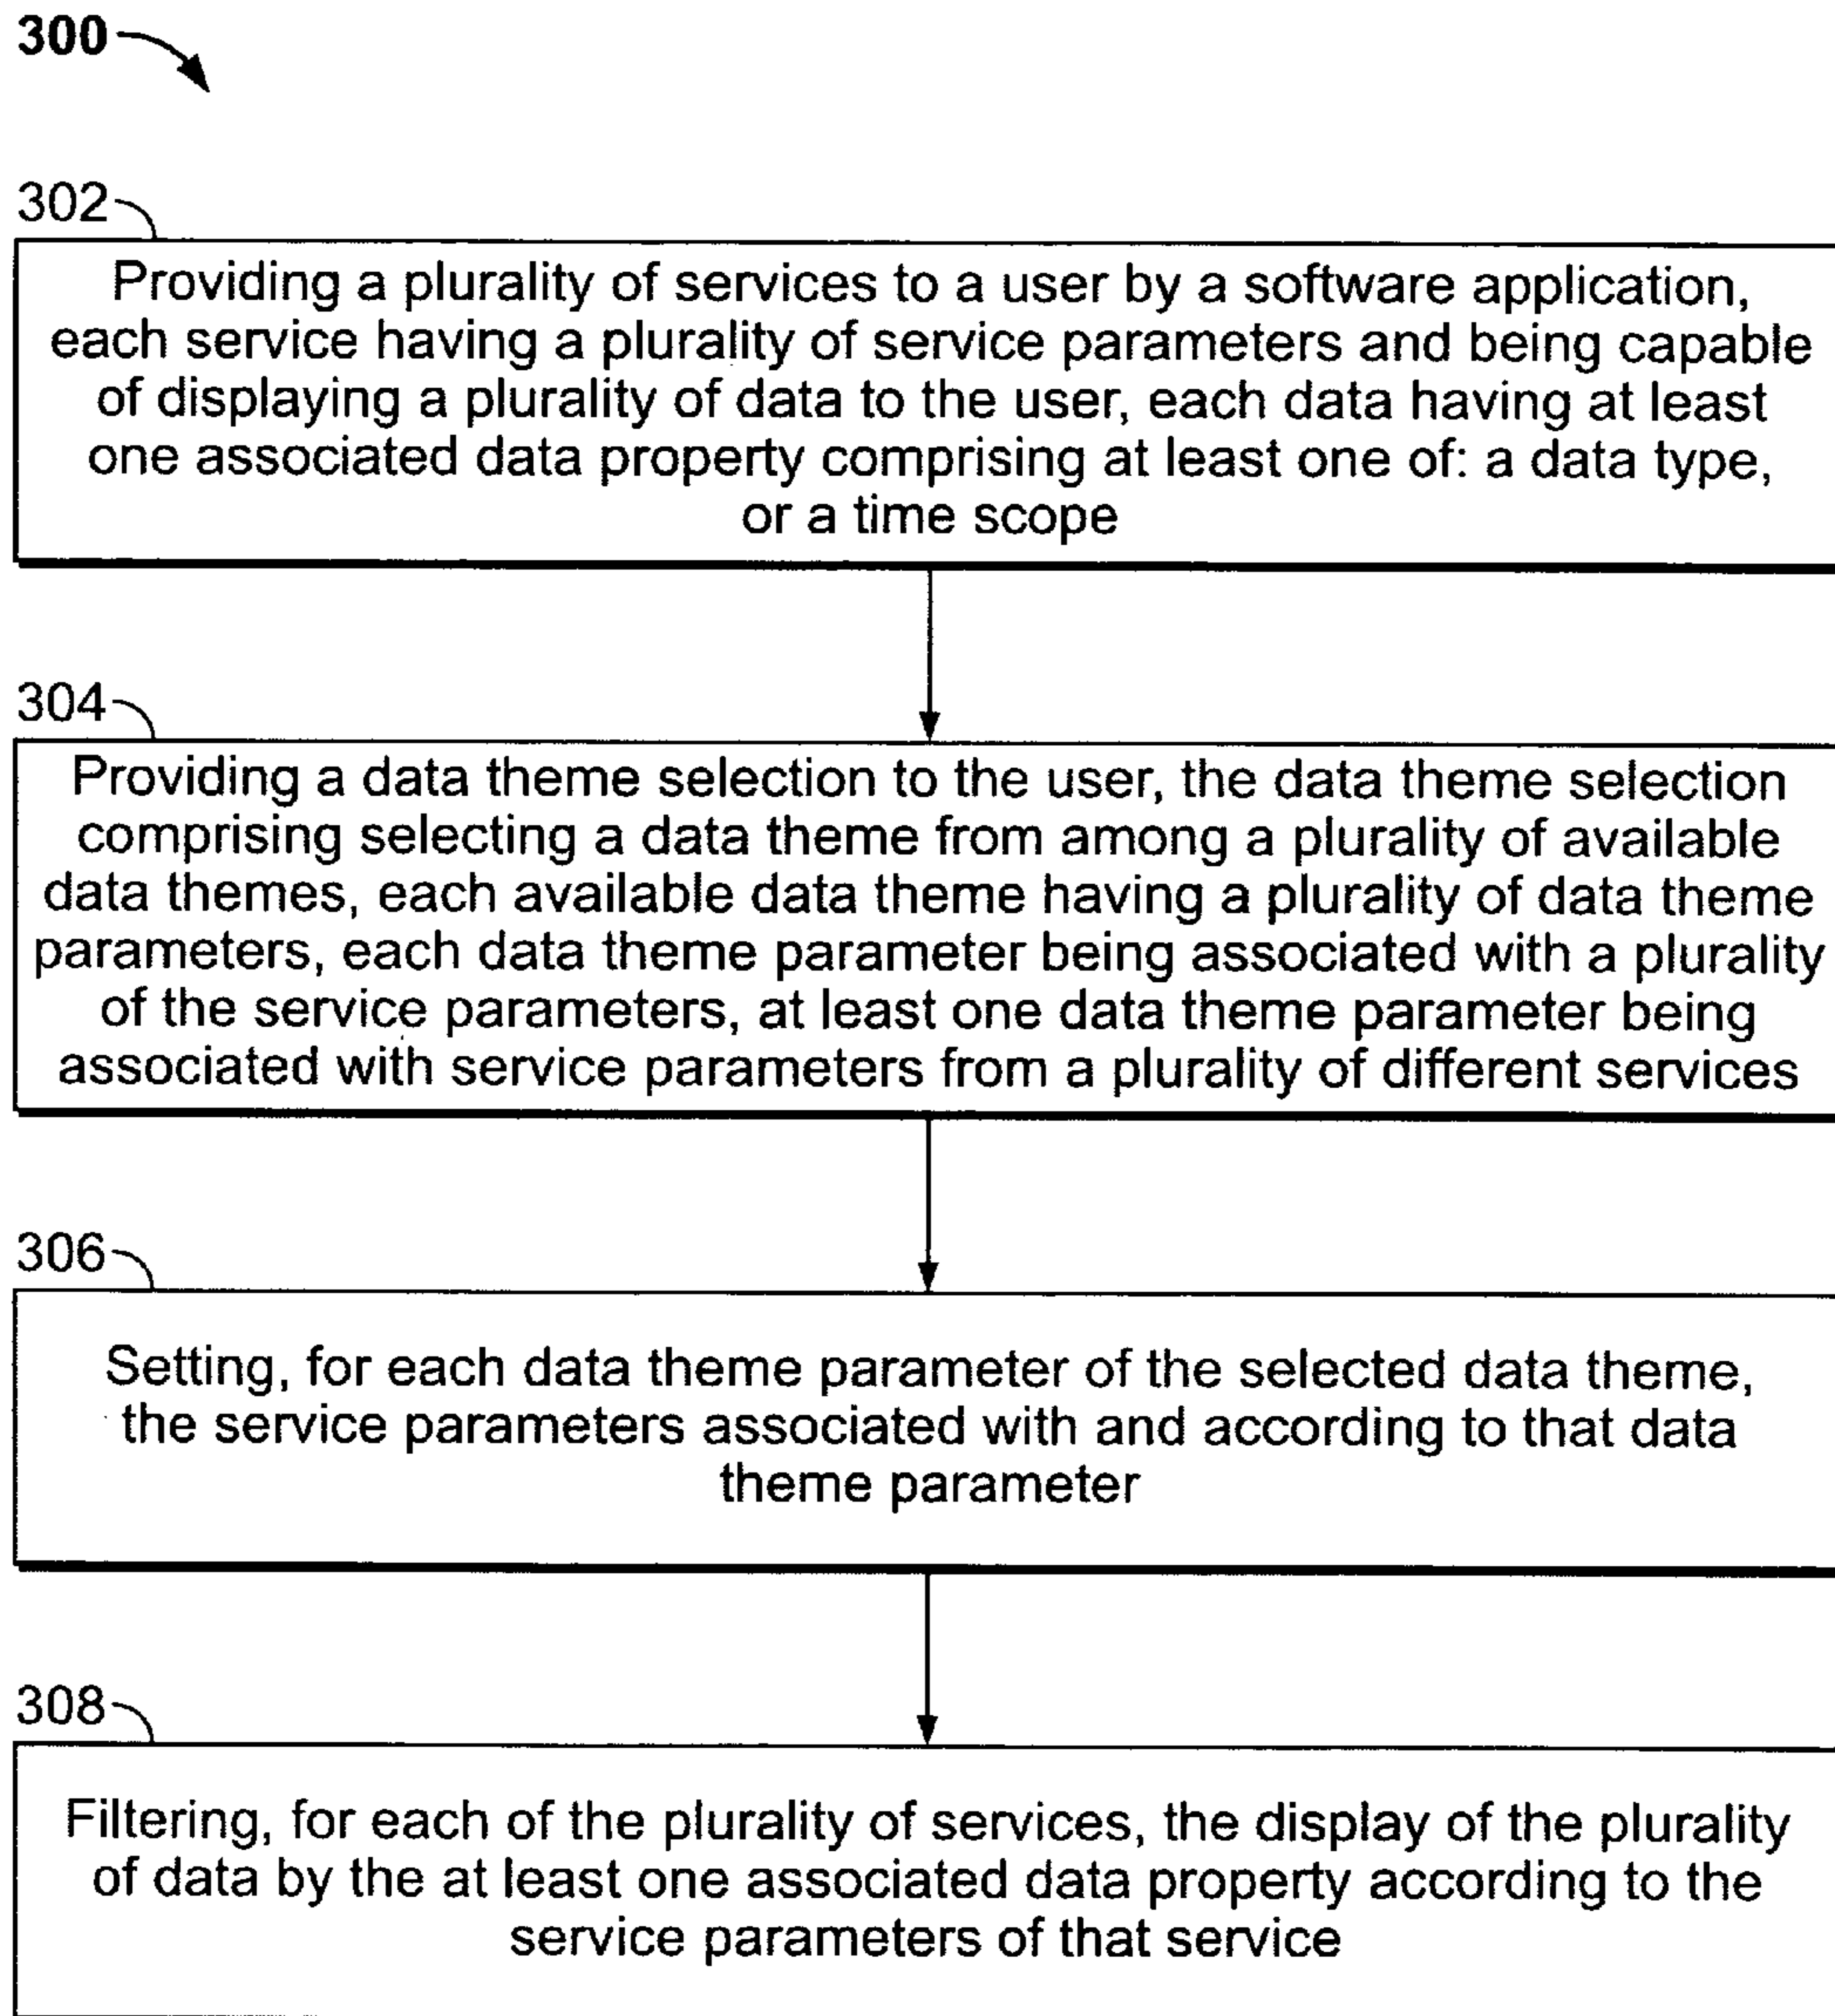 300
302
Providing a plurality of services to a user by a software application,
each service having a plurality of service parameters and being capable
of displaying a plurality of data to the user, each data having at least
one associated data property comprising at least one of: a data type,
or a time scope
304
Providing a data theme selection to the user, the data theme selection
comprising selecting a data theme from among a plurality of available
data themes, each available data theme having a plurality of data theme
parameters, each data theme parameter being associated with a plurality
of the service parameters, at least one data theme parameter being
associated with service parameters from a plurality of different services
306
Setting, for each data theme parameter of the selected data theme,
the service parameters associated with and according to that data
theme parameter
308
Filtering, for each of the plurality of services, the display of the plurality
of data by the at least one associated data property according to the
service parameters of that service